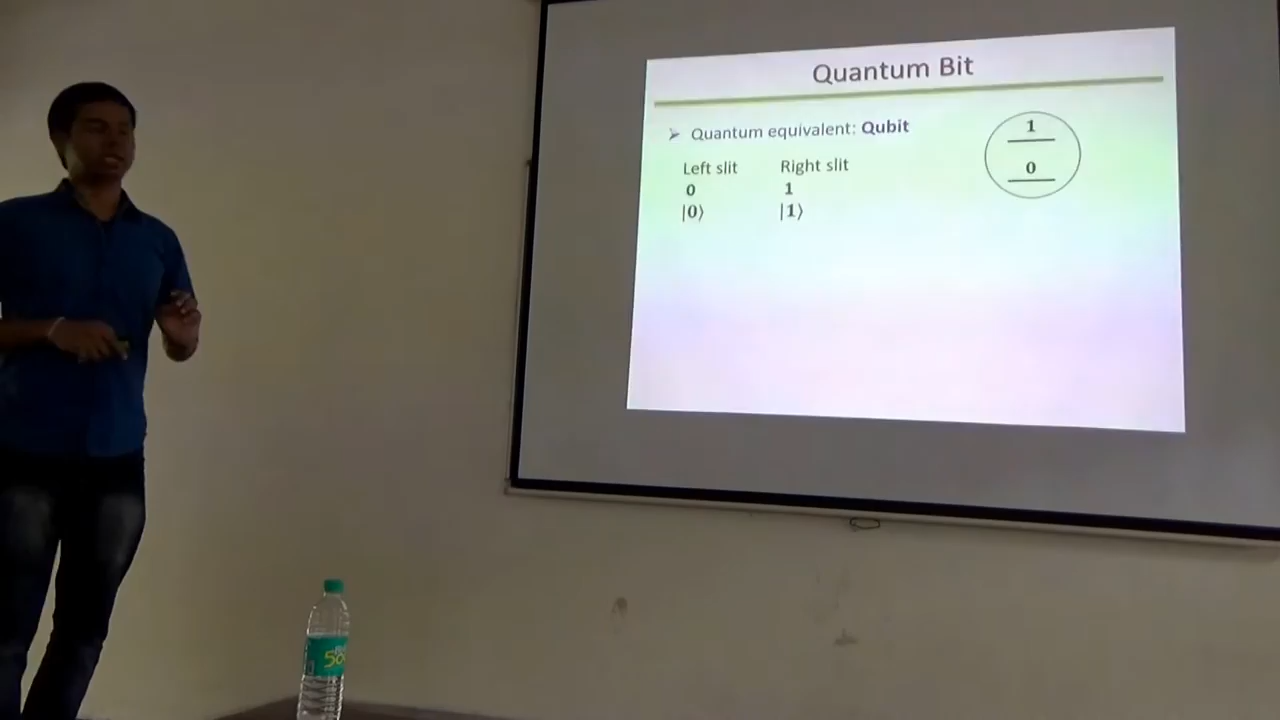 Quantum Bit
➢ Quantum equivalent: Qubit
Left slit Right slit
0 1
|0⟩ |1⟩
1
0